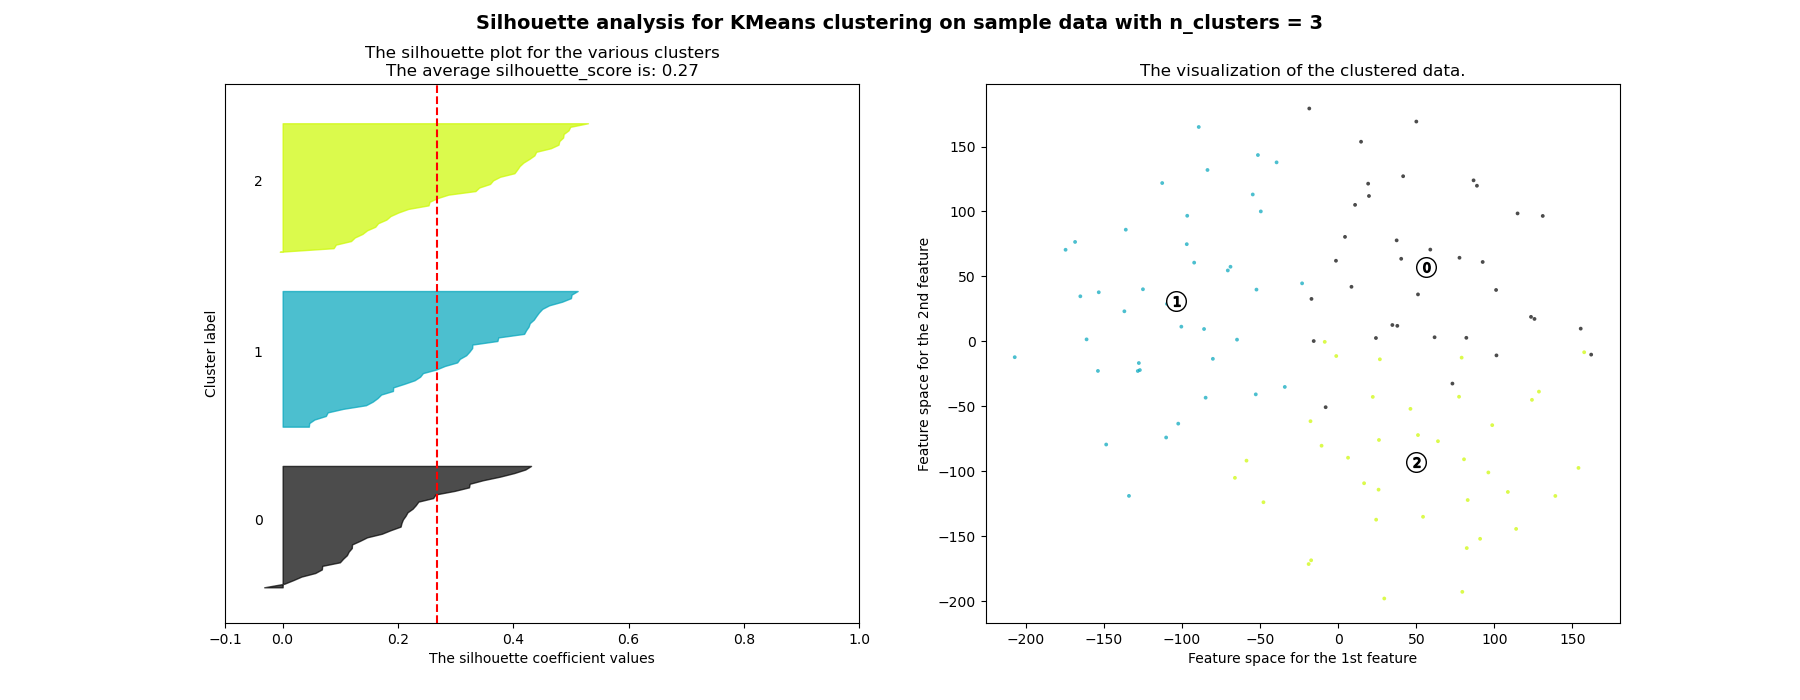 Silhouette analysis for KMeans clustering on sample data with n_clusters = 3
The silhouette plot for the various clusters
The average silhouette_score is: 0.27
2
1
0
Cluster label
−0.1 0.0 0.2 0.4 0.6 0.8 1.0
The silhouette coefficient values
The visualization of the clustered data.
150
100
50
0
−50
−100
−150
−200
Feature space for the 2nd feature
0
1
2
−200 −150 −100 −50 0 50 100 150
Feature space for the 1st feature